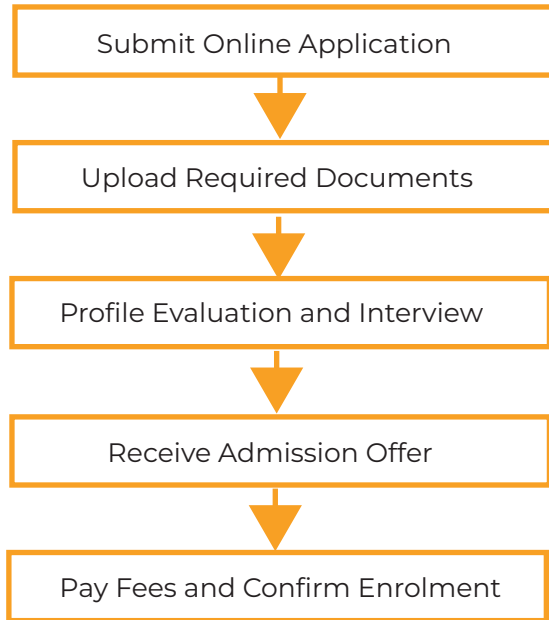 Submit Online Application
Upload Required Documents
Profile Evaluation and Interview
Receive Admission Offer
Pay Fees and Confirm Enrolment